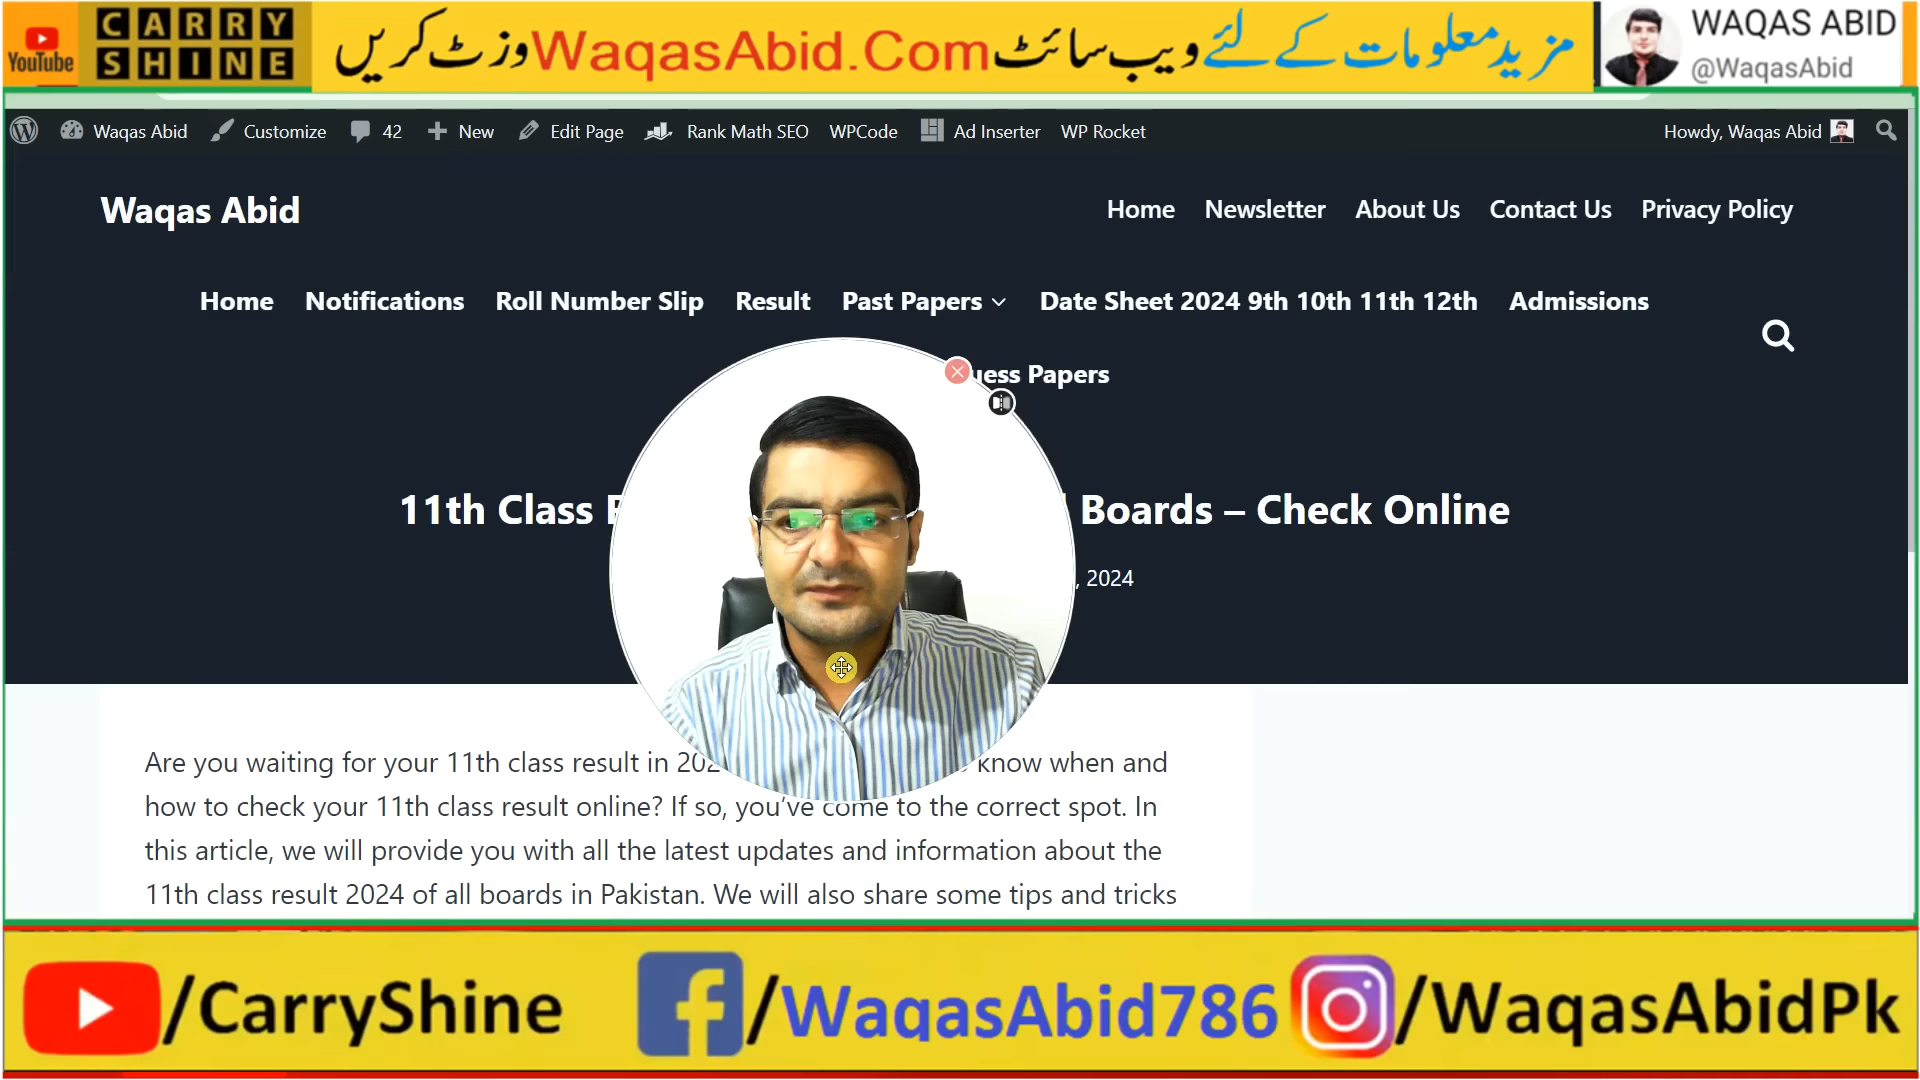 YouTube
CARRY
SHINE
مزید معلومات کے لئے ویب سائٹ WaqasAbid.Com وزٹ کریں
WAQAS ABID
@WaqasAbid
Waqas Abid Customize 42 New Edit Page Rank Math SEO WPCode Ad Inserter WP Rocket Howdy, Waqas Abid
Waqas Abid
Home Newsletter About Us Contact Us Privacy Policy
Home Notifications Roll Number Slip Result Past Papers Date Sheet 2024 9th 10th 11th 12th Admissions
Papers
11th Class Boards – Check Online
, 2024
Are you waiting for your 11th class result in know when and
how to check your 11th class result online? If so, you’ve come to the correct spot. In
this article, we will provide you with all the latest updates and information about the
11th class result 2024 of all boards in Pakistan. We will also share some tips and tricks
/CarryShine
/WaqasAbid786
/WaqasAbidPk